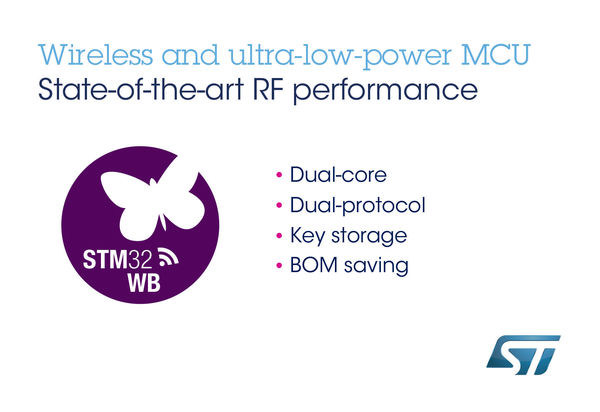 Wireless and ultra-low-power MCU
State-of-the-art RF performance
• Dual-core
• Dual-protocol
• Key storage
• BOM saving
STM32
WB
ST